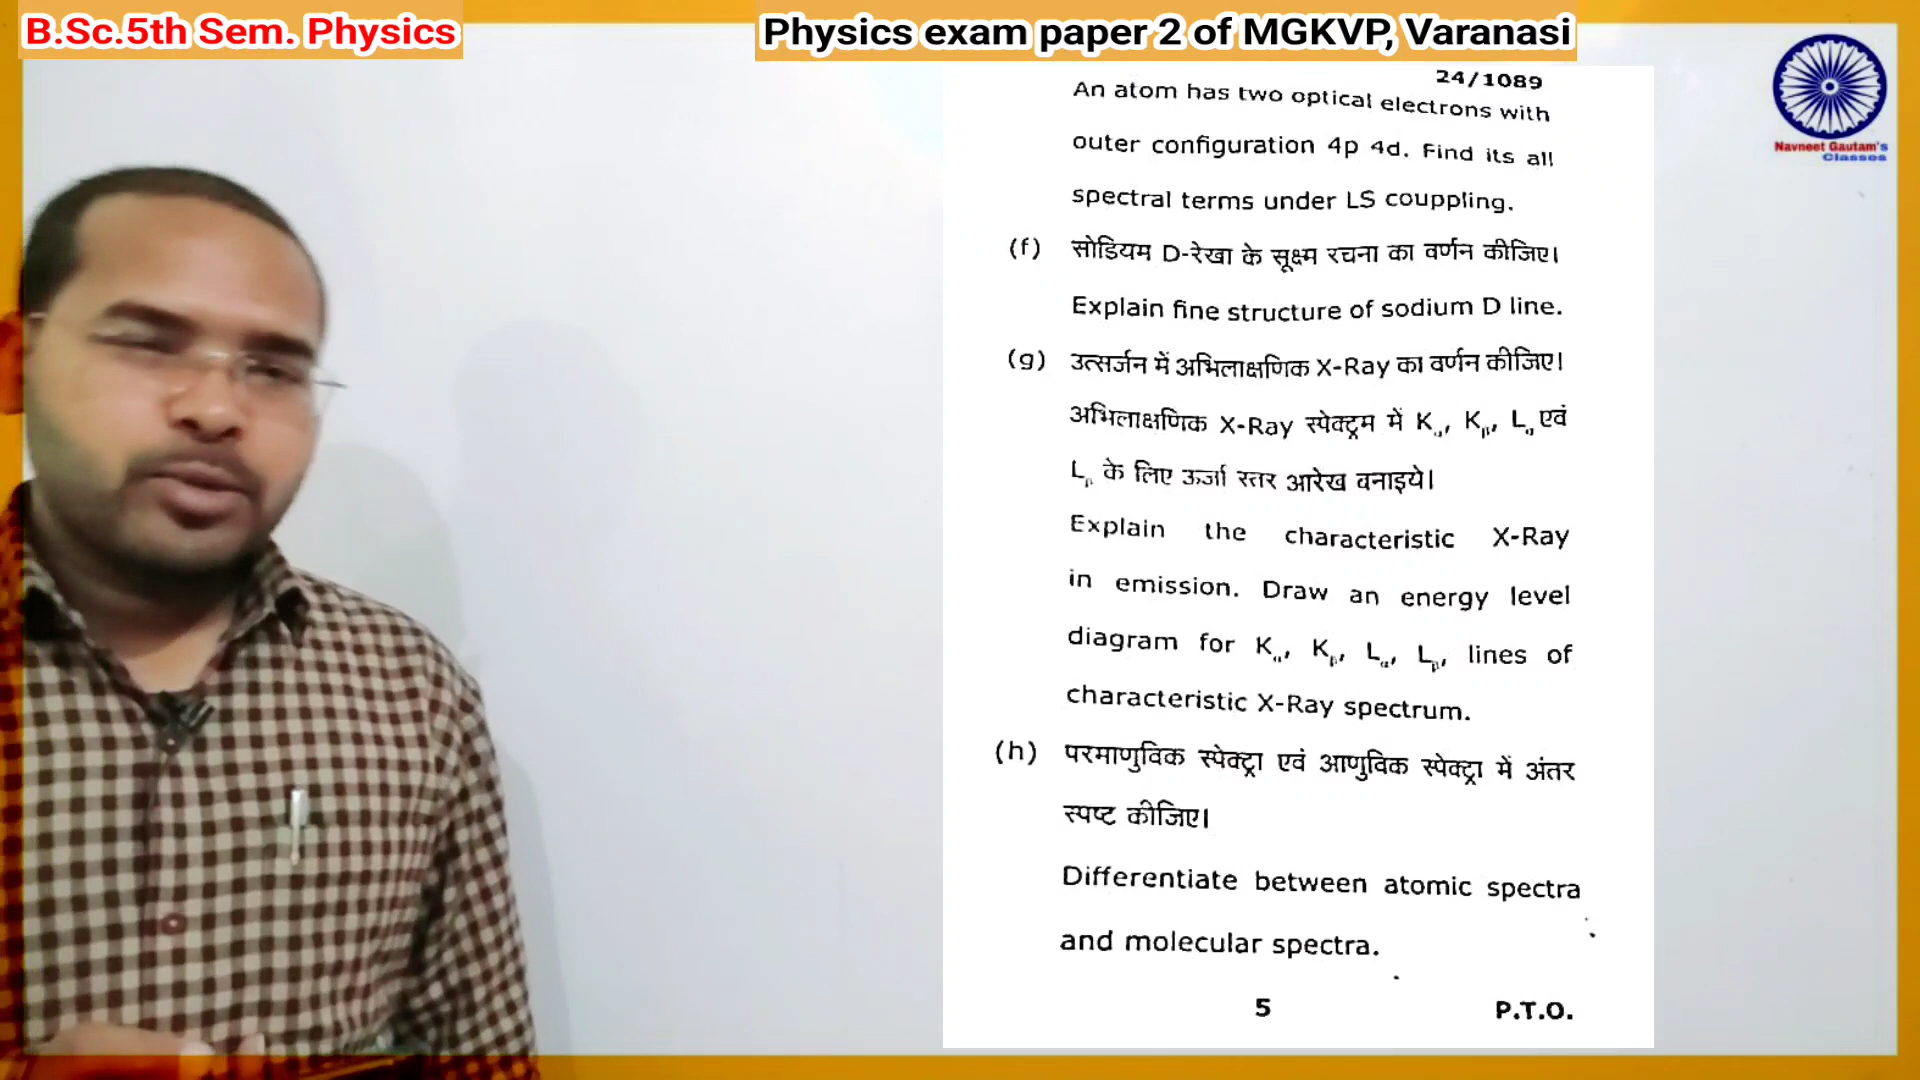 B.Sc.5th Sem. Physics
Physics exam paper 2 of MGKVP, Varanasi
Navneet Gautam's
Classes
24/1089
An atom has two optical electrons with
outer configuration 4p 4d. Find its all
spectral terms under LS couppling.
(f) सोडियम D-रेखा के सूक्ष्म रचना का वर्णन कीजिए।
Explain fine structure of sodium D line.
(g) उत्सर्जन में अभिलाक्षणिक X-Ray का वर्णन कीजिए।
अभिलाक्षणिक X-Ray स्पेक्ट्रम में Kα, Kβ, Lα एवं
Lβ के लिए ऊर्जा स्तर आरेख बनाइये।
Explain the characteristic X-Ray
in emission. Draw an energy level
diagram for Kα, Kβ, Lα, Lβ, lines of
characteristic X-Ray spectrum.
(h) परमाणुविक स्पेक्ट्रा एवं आणुविक स्पेक्ट्रा में अंतर
स्पष्ट कीजिए।
Differentiate between atomic spectra
and molecular spectra.
5 P.T.O.